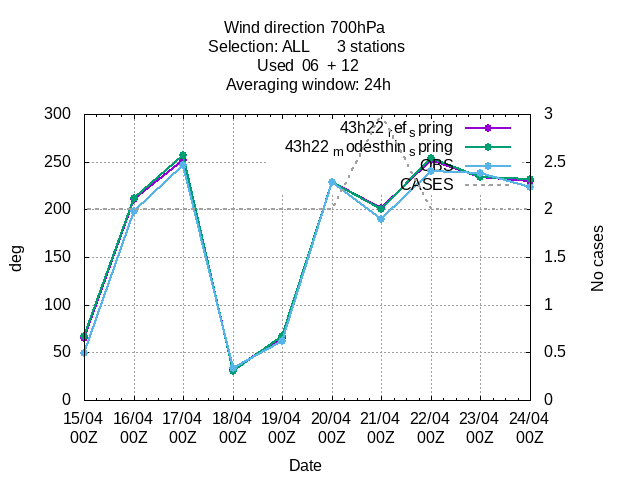 Wind direction 700hPa
Selection: ALL 3 stations
Used 06 + 12
Averaging window: 24h
43h22_ref_spring
43h22_modesthin_spring
OBS
CASES
300
250
200
150
100
50
0
3
2.5
2
1.5
1
0.5
0
deg
No cases
15/04 16/04 17/04 18/04 19/04 20/04 21/04 22/04 23/04 24/04
00Z 00Z 00Z 00Z 00Z 00Z 00Z 00Z 00Z 00Z
Date